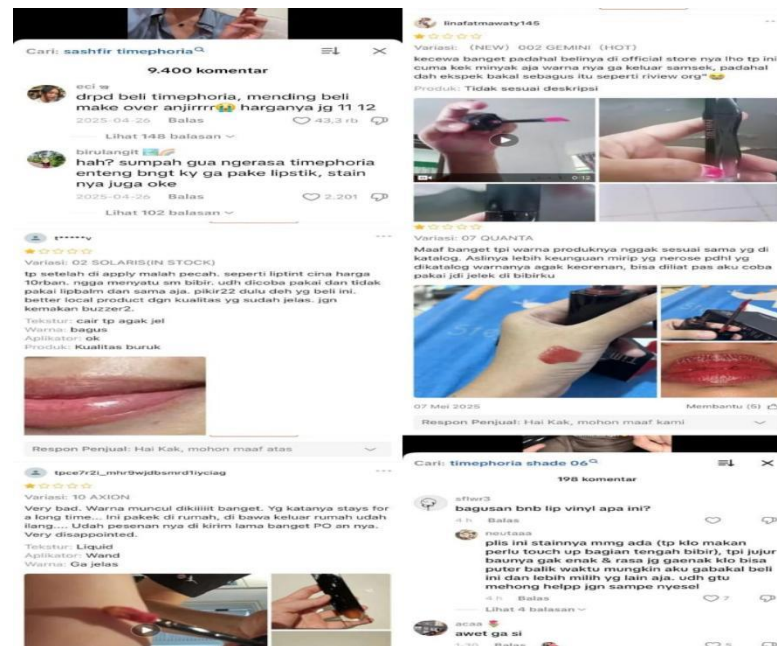 Cari: sashfir timephoria
9.400 komentar
eci
drpd beli timephoria, mending beli
make over anjirrrr😭 harganya jg 11 12
2025-04-26 Balas 43,3 rb
Lihat 148 balasan
birulangit
hah? sumpah gua ngerasa timephoria
enteng bngt ky ga pake lipstik, stain
nya juga oke
2025-04-26 Balas 2.201
Lihat 102 balasan
t*****y
Variasi: 02 SOLARIS(IN STOCK)
tp setelah di apply malah pecah. seperti liptint cina harga
10rban. ngga menyatu sm bibir. udh dicoba pakai dan tidak
pakai lipbalm dan sama aja. pikir22 dulu deh yg beli ini.
better local product dgn kualitas yg sudah jelas. jgn
kemakan buzzer2.
Tekstur: cair tp agak jel
Warna: bagus
Aplikator: ok
Produk: Kualitas buruk
Respon Penjual: Hai Kak, mohon maaf atas
Variasi: 10 AXION
Very bad. Warna muncul dikiiiit banget. Yg katanya stays for
a long time... Ini pakek di rumah, di bawa keluar rumah udah
ilang.... Udah pesenan nya di kirim lama banget PO an nya.
Very disappointed.
Tekstur: Liquid
Aplikator: Wand
Warna: Ga jelas
linafatmawaty145
Variasi: (NEW) 002 GEMINI (HOT)
kecewa banget padahal belinya di official store nya lho tp ini
cuma kek minyak aja warna nya ga keluar samsek, padahal
dah ekspek bakal sebagus itu seperti riview org"
Produk: Tidak sesuai deskripsi
0:12
Variasi: 07 QUANTA
Maaf banget tpi warna produknya nggak sesuai sama yg di
katalog. Aslinya lebih keunguan mirip yg nerose pdhl yg
dikatalog warnanya agak keorenan, bisa diliat pas aku coba
pakai jdi jelek di bibirku
07 Mei 2025 Membantu (5)
Respon Penjual: Hai Kak, mohon maaf kami
Cari: timephoria shade 06
198 komentar
sflwr3
bagusan bnb lip vinyl apa ini?
4 h Balas
neutaaa
plis ini stainnya mmg ada (tp klo makan
perlu touch up bagian tengah bibir), tpi jujur
baunya gak enak & rasa jg gaenak klo bisa
puter balik waktu mungkin aku gabakal beli
ini dan lebih milih yg lain aja. udh gtu
mehong helpp jgn sampe nyesel
4 h Balas
Lihat 4 balasan
acaa
awet ga si
Balas